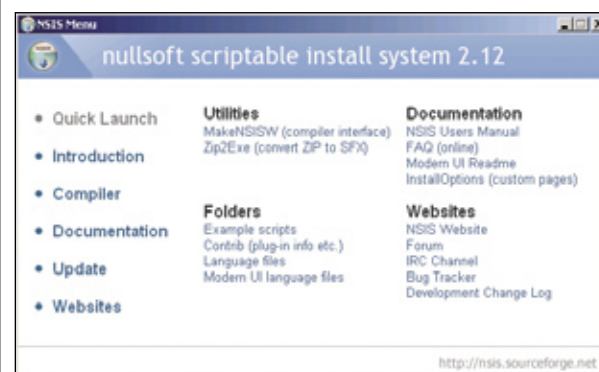 NSIS Menu
nullsoft scriptable install system 2.12
Quick Launch
Introduction
Compiler
Documentation
Update
Websites
Utilities
MakeNSISW (compiler interface)
Zip2Exe (convert ZIP to SFX)
Folders
Example scripts
Contrib (plug-in info etc.)
Language files
Modern UI language files
Documentation
NSIS Users Manual
FAQ (online)
Modern UI Readme
InstallOptions (custom pages)
Websites
NSIS Website
Forum
IRC Channel
Bug Tracker
Development Change Log
http://nsis.sourceforge.net